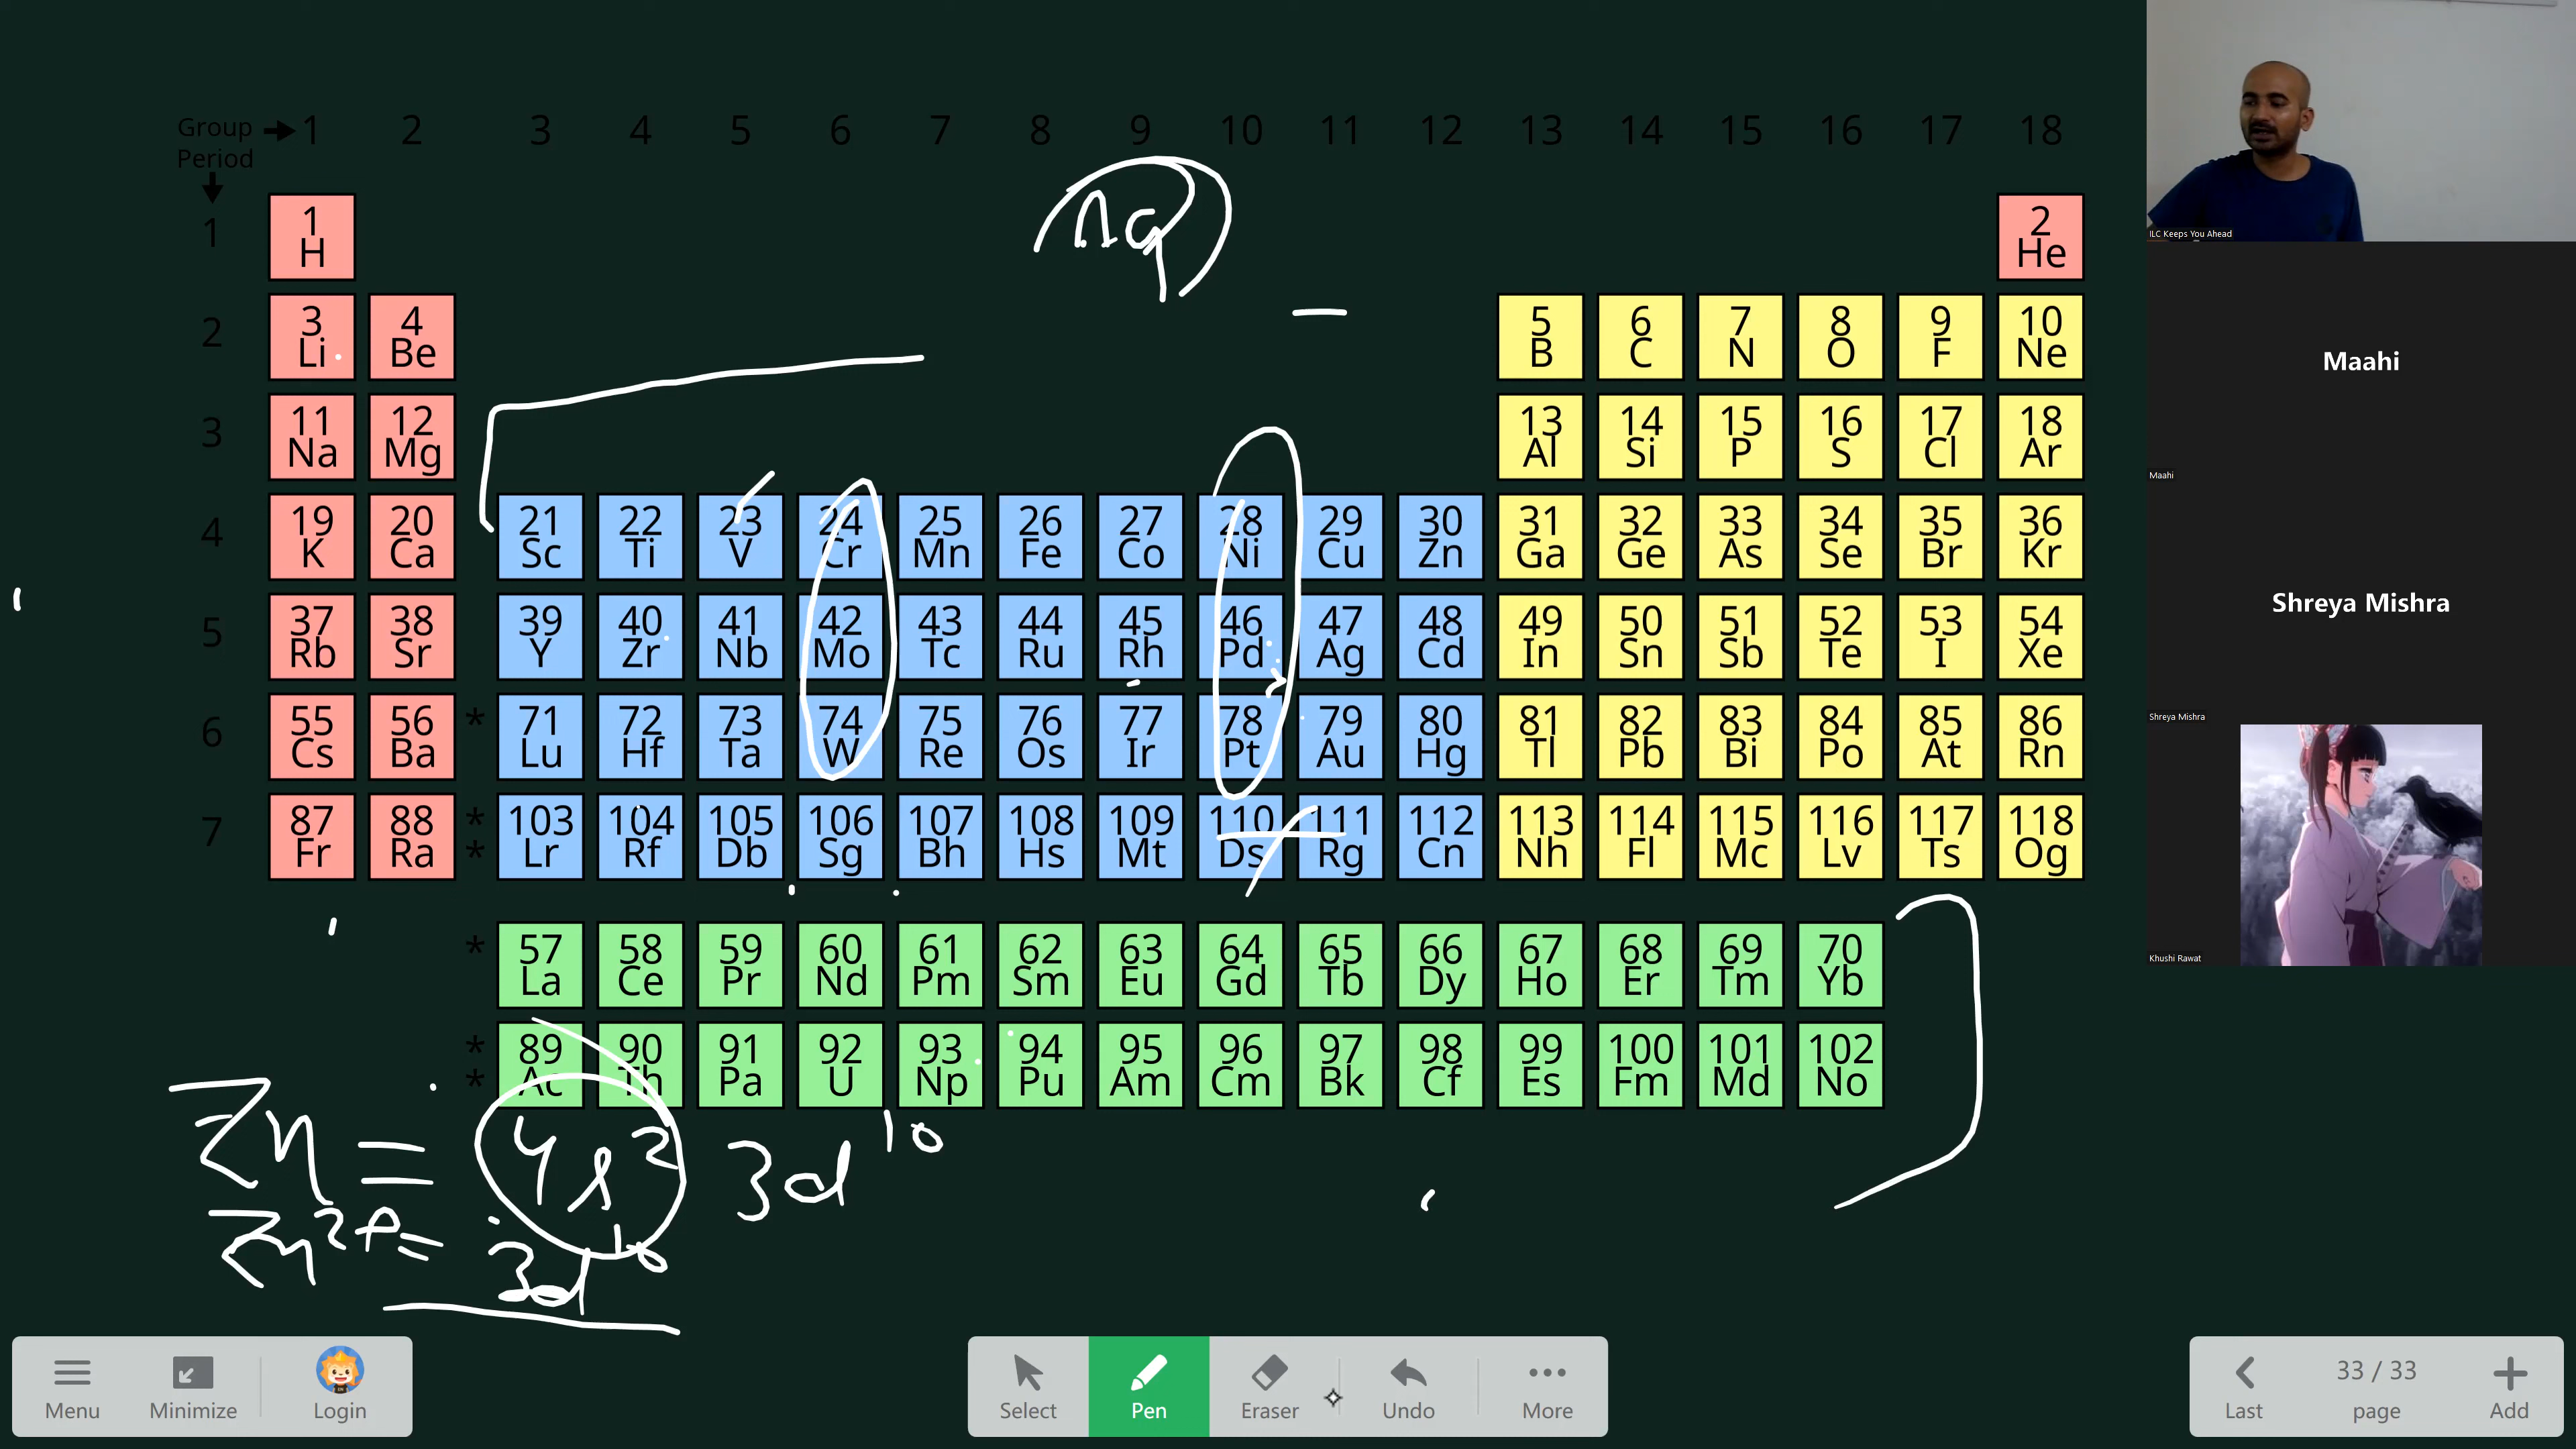 Group → 1 2 3 4 5 6 7 8 9 10 11 12 13 14 15 16 17 18
Period
1 1 H 2 He
2 3 Li 4 Be 5 B 6 C 7 N 8 O 9 F 10 Ne
3 11 Na 12 Mg 13 Al 14 Si 15 P 16 S 17 Cl 18 Ar
4 19 K 20 Ca 21 Sc 22 Ti 23 V 24 Cr 25 Mn 26 Fe 27 Co 28 Ni 29 Cu 30 Zn 31 Ga 32 Ge 33 As 34 Se 35 Br 36 Kr
5 37 Rb 38 Sr 39 Y 40 Zr 41 Nb 42 Mo 43 Tc 44 Ru 45 Rh 46 Pd 47 Ag 48 Cd 49 In 50 Sn 51 Sb 52 Te 53 I 54 Xe
6 55 Cs 56 Ba * 71 Lu 72 Hf 73 Ta 74 W 75 Re 76 Os 77 Ir 78 Pt 79 Au 80 Hg 81 Tl 82 Pb 83 Bi 84 Po 85 At 86 Rn
7 87 Fr 88 Ra ** 103 Lr 104 Rf 105 Db 106 Sg 107 Bh 108 Hs 109 Mt 110 Ds 111 Rg 112 Cn 113 Nh 114 Fl 115 Mc 116 Lv 117 Ts 118 Og
* 57 La 58 Ce 59 Pr 60 Nd 61 Pm 62 Sm 63 Eu 64 Gd 65 Tb 66 Dy 67 Ho 68 Er 69 Tm 70 Yb
** 89 Ac 90 Th 91 Pa 92 U 93 Np 94 Pu 95 Am 96 Cm 97 Bk 98 Cf 99 Es 100 Fm 101 Md 102 No
Zn = 4s² 3d¹⁰
Zn²⁺ = 3d¹⁰
Menu Minimize Login Select Pen Eraser Undo More Last 33 / 33 page Add
ILC Keeps You Ahead
Maahi
Maahi
Shreya Mishra
Shreya Mishra
Khushi Rawat